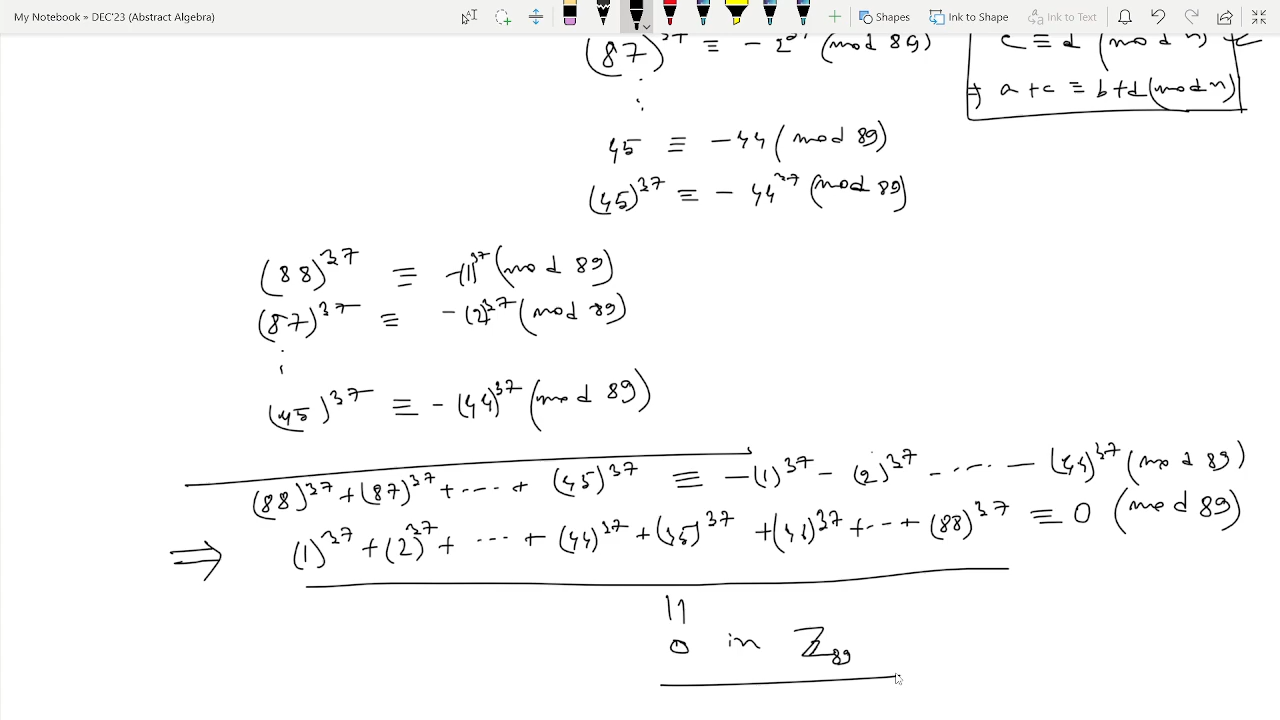 My Notebook » DEC'23 (Abstract Algebra)
Shapes
Ink to Shape
Ink to Text
(87)³⁷ ≡ - 2³⁷ (mod 89)
c ≡ d (mod n)
⇒ a + c ≡ b + d (mod n)
⋮
45 ≡ -44 (mod 89)
(45)³⁷ ≡ - 44³⁷ (mod 89)
(88)³⁷ ≡ -(1)³⁷ (mod 89)
(87)³⁷ ≡ -(2)³⁷ (mod 89)
⋮
(45)³⁷ ≡ -(44)³⁷ (mod 89)
(88)³⁷ + (87)³⁷ + ---- + (45)³⁷ ≡ -(1)³⁷ - (2)³⁷ - ---- - (44)³⁷ (mod 89)
⇒ (1)³⁷ + (2)³⁷ + --- + (44)³⁷ + (45)³⁷ + (46)³⁷ + --- + (88)³⁷ ≡ 0 (mod 89)
||
0 in ℤ₈₉